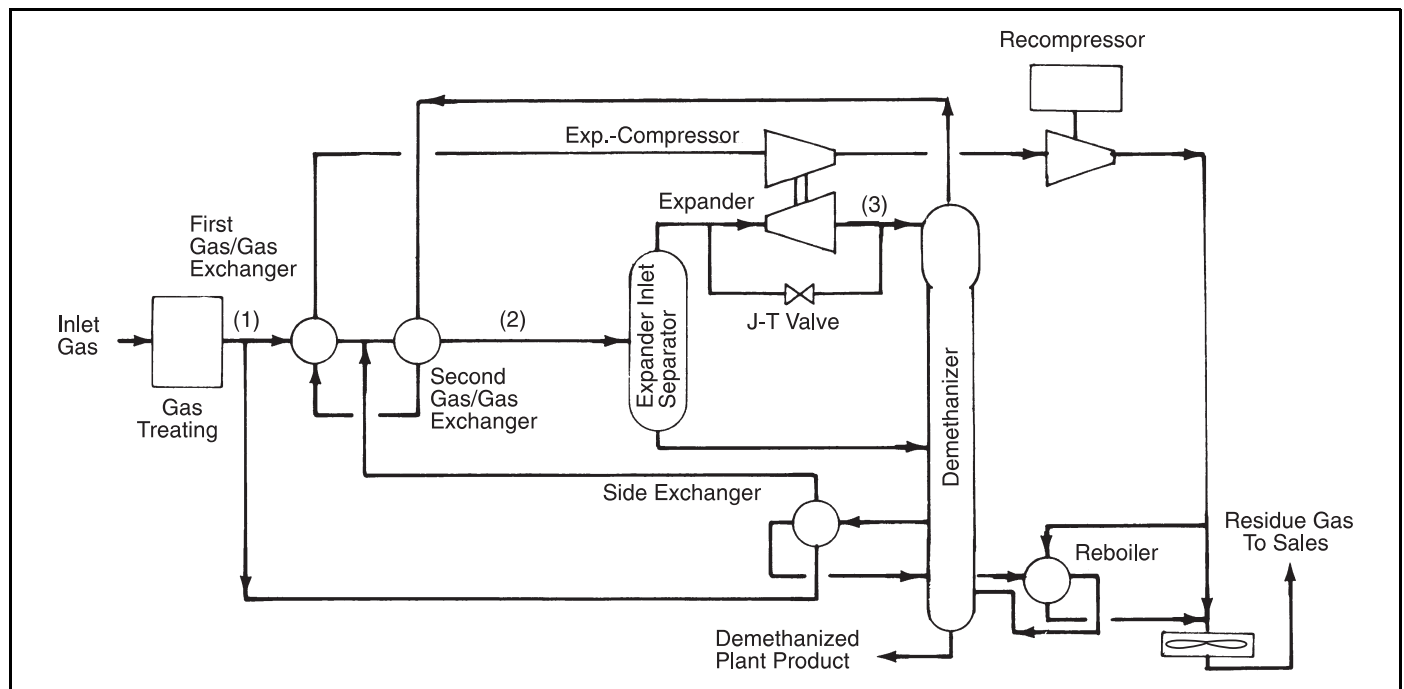 Recompressor
Exp.-Compressor
Expander
(3)
First
Gas/Gas
Exchanger
Inlet
Gas
(1)
(2)
J-T Valve
Expander Inlet
Separator
Gas
Treating
Second
Gas/Gas
Exchanger
Demethanizer
Side Exchanger
Reboiler
Residue Gas
To Sales
Demethanized
Plant Product